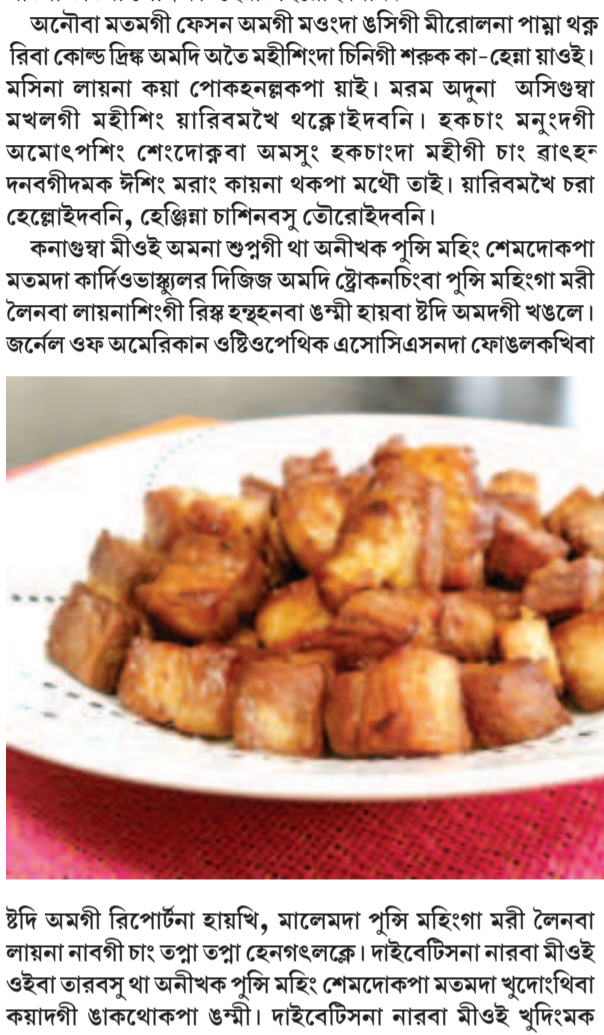 অনৌবা মতমগী ফেসন অমগী মওংদা ঙসিগী মীরোলনা পাম্না থক্ন
রিবা কোল্ড দ্রিঙ্ক অমদি অতৈ মহীশিংদা চিনিগী শরুক কা-হেন্না য়াওই।
মসিনা লায়না কয়া পোকহনল্লকপা য়াই। মরম অদুনা অসিগুম্বা
মখলগী মহীশিং য়ারিবমখৈ থক্লোইদবনি। হকচাং মনুংদগী
অমোৎপশিং শেংদোক্নবা অমসুং হকচাংদা মহীগী চাং ৱাৎহন্দ
দনবগীদমক ঈশিং মরাং কায়না থকপা মথৌ তাই। য়ারিবমখৈ চরা
হেল্লোইদবনি, হেঞ্জিন্না চাশিনবসু তৌরোইদবনি।
কনাগুম্বা মীওই অমনা শুপ্নগী থা অনীখক পুন্সি মহিং শেমদোকপা
মতমদা কার্দিওভাস্ক্যুলর দিজিজ অমদি ষ্ট্রোকনচিংবা পুন্সি মহিংগা মরী
লৈনবা লায়নাশিংগী রিস্ক হন্থহনবা ঙম্মী হায়বা ষ্টদি অমদগী খঙলে।
জর্নেল ওফ অমেরিকান ওষ্টিওপেথিক এসোসিএসনদা ফোঙলকখিবা
ষ্টদি অমগী রিপোর্টনা হায়খি, মালেমদা পুন্সি মহিংগা মরী লৈনবা
লায়না নাবগী চাং তপ্না তপ্না হেনগৎলক্লে। দাইবেটিসনা নারবা মীওই
ওইবা তারবসু থা অনীখক পুন্সি মহিং শেমদোকপা মতমদা খুদোংথিবা
কয়াদগী ঙাকথোকপা ঙম্মী। দাইবেটিসনা নারবা মীওই খুদিংমক